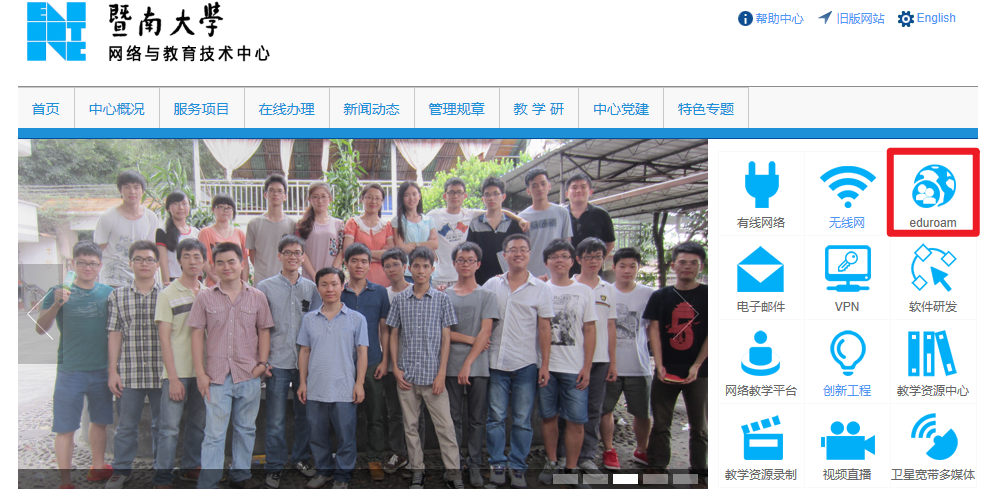 ENTC
暨南大学
网络与教育技术中心
帮助中心 旧版网站 English
首页 中心概况 服务项目 在线办理 新闻动态 管理规章 教 学 研 中心党建 特色专题
有线网络 无线网 eduroam
电子邮件 VPN 软件研发
网络教学平台 创新工程 教学资源中心
教学资源录制 视频直播 卫星宽带多媒体